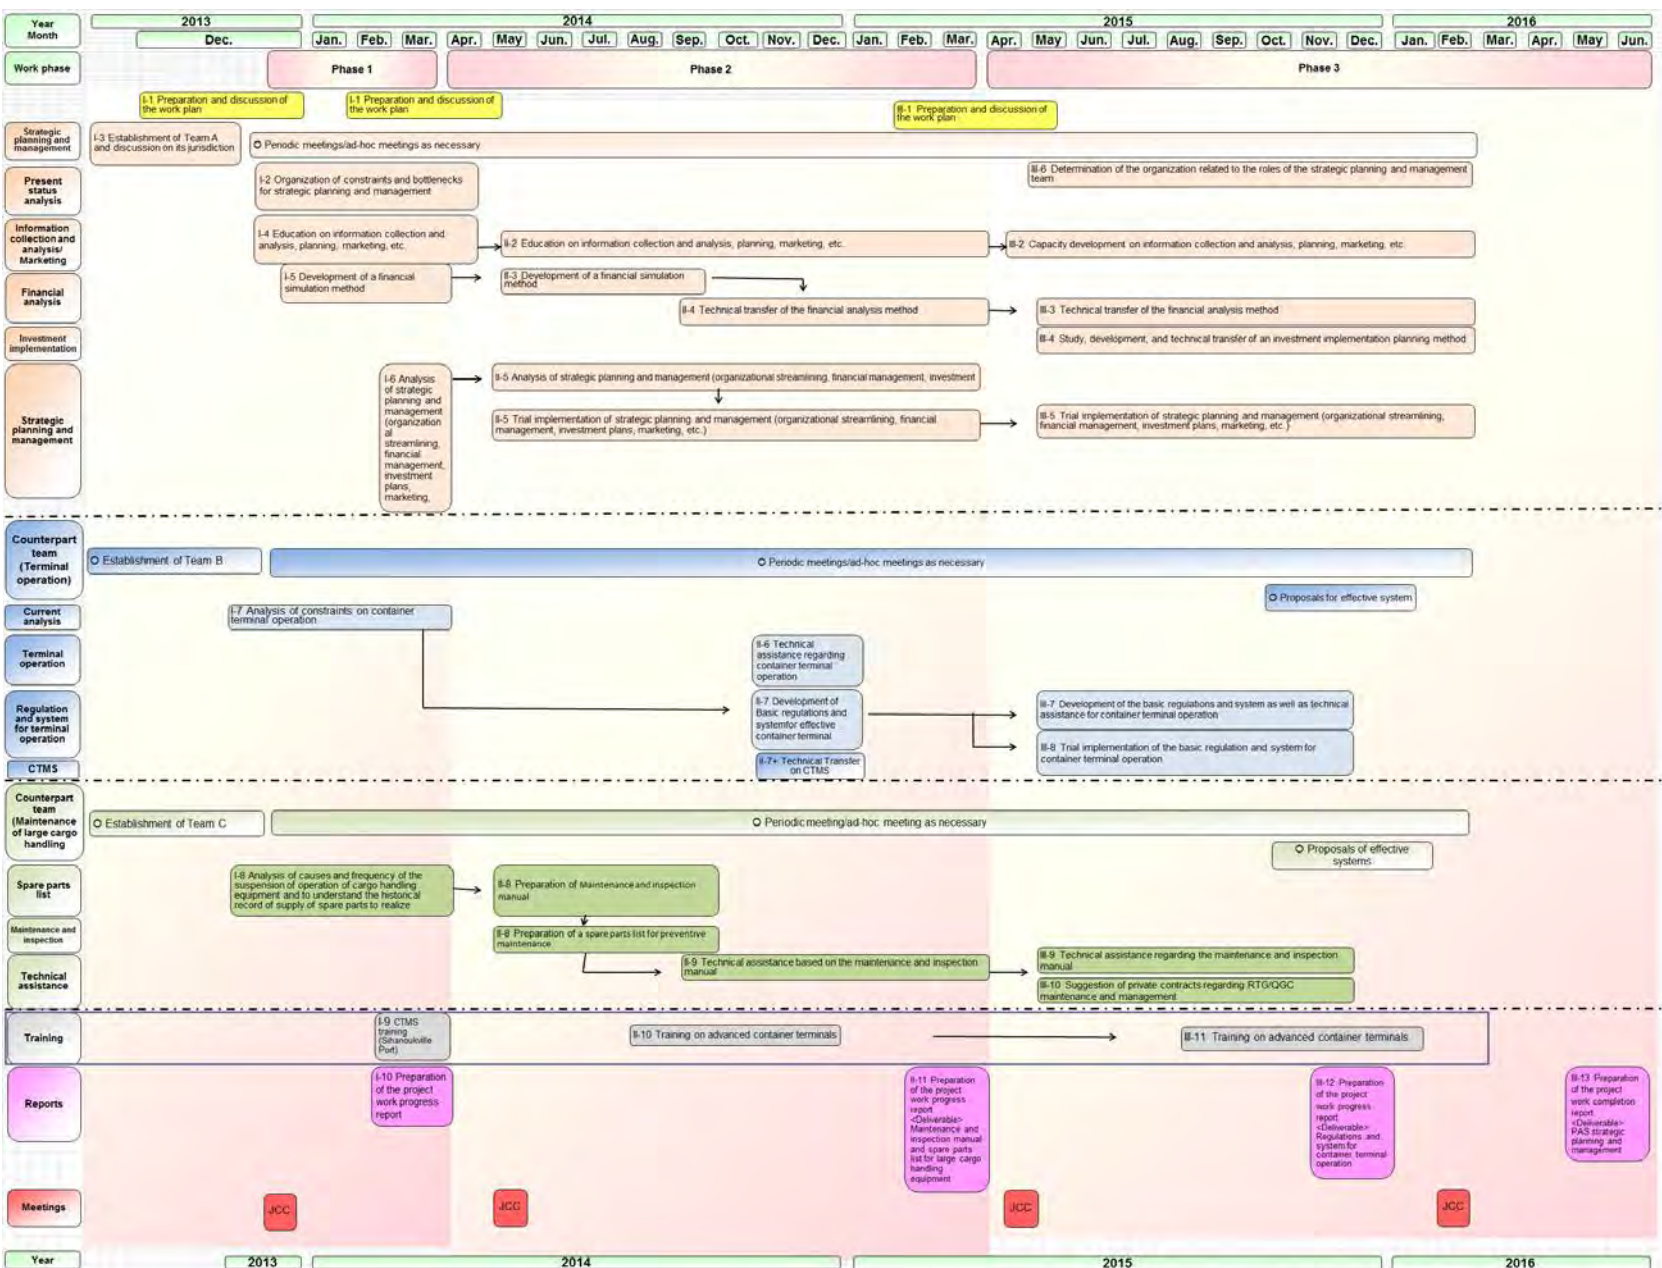 Year
Month
2013
2014
2015
2016
Dec.
Jan.
Feb.
Mar.
Apr.
May
Jun.
Jul.
Aug.
Sep.
Oct.
Nov.
Dec.
Jan.
Feb.
Mar.
Apr.
May
Jun.
Jul.
Aug.
Sep.
Oct.
Nov.
Dec.
Jan.
Feb.
Mar.
Apr.
May
Jun.
Work phase
Phase 1
Phase 2
Phase 3
I-1 Preparation and discussion of
the work plan
I-1 Preparation and discussion of
the work plan
III-1 Preparation and discussion of
the work plan
Strategic
planning and
management
I-3 Establishment of Team A
and discussion on its jurisdiction
Periodic meetings/ad-hoc meetings as necessary
Present
status
analysis
I-2 Organization of constraints and bottlenecks
for strategic planning and management
III-6 Determination of the organization related to the roles of the strategic planning and management
team
Information
collection and
analysis/
Marketing
I-4 Education on information collection and
analysis, planning, marketing, etc.
II-2 Education on information collection and analysis, planning, marketing, etc.
III-2 Capacity development on information collection and analysis, planning, marketing, etc.
Financial
analysis
I-5 Development of a financial
simulation method
II-3 Development of a financial simulation
method
II-4 Technical transfer of the financial analysis method
III-3 Technical transfer of the financial analysis method
Investment
implementation
III-4 Study, development, and technical transfer of an investment implementation planning method
Strategic
planning and
management
I-6 Analysis
of strategic
planning and
management
(organization
al
streamlining,
financial
management,
investment
plans,
marketing,
II-5 Analysis of strategic planning and management (organizational streamlining, financial management, investment
II-5 Trial implementation of strategic planning and management (organizational streamlining, financial
management, investment plans, marketing, etc.)
III-5 Trial implementation of strategic planning and management (organizational streamlining,
financial management, investment plans, marketing, etc.)
Counterpart
team
(Terminal
operation)
Establishment of Team B
Periodic meetings/ad-hoc meetings as necessary
Proposals for effective system
Current
analysis
I-7 Analysis of constraints on container
terminal operation
Terminal
operation
II-6 Technical
assistance regarding
container terminal
operation
Regulation
and system
for terminal
operation
II-7 Development of
Basic regulations and
systemfor effective
container terminal
III-7 Development of the basic regulations and system as well as technical
assistance for container terminal operation
III-8 Trial implementation of the basic regulation and system for
container terminal operation
CTMS
II-7+ Technical Transfer
on CTMS
Counterpart
team
(Maintenance
of large cargo
handling
Establishment of Team C
Periodic meeting/ad-hoc meeting as necessary
Proposals of effective
systems
Spare parts
list
I-8 Analysis of causes and frequency of the
suspension of operation of cargo handling
equipment and to understand the historical
record of supply of spare parts to realize
II-8 Preparation of Maintenance and inspection
manual
Maintenance and
inspection
II-8 Preparation of a spare parts list for preventive
maintenance
Technical
assistance
II-9 Technical assistance based on the maintenance and inspection
manual
III-9 Technical assistance regarding the maintenance and inspection
manual
III-10 Suggestion of private contracts regarding RTG/QGC
maintenance and management
Training
I-9 CTMS
training
(Sihanoukville
Port)
II-10 Training on advanced container terminals
III-11 Training on advanced container terminals
Reports
I-10 Preparation
of the project
work progress
report
II-11 Preparation
of the project
work progress
report
<Deliverable>
Maintenance and
inspection manual
and spare parts
list for large cargo
handling
equipment
III-12 Preparation
of the project
work progress
report
<Deliverable>
Regulations and
system for
container terminal
operation
III-13 Preparation
of the project
work completion
report
<Deliverable>
PAS strategic
planning and
management
Meetings
JCC
JCC
JCC
JCC
Year
2013
2014
2015
2016